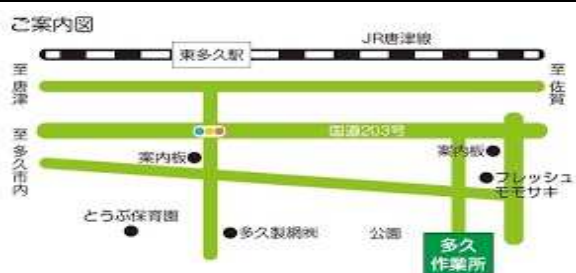 ご案内図
JR唐津線
東多久駅
至唐津
至佐賀
国道203号
至多久市内
案内板
案内板
フレッシュ
モモサキ
とうぶ保育園
多久製網㈱
公園
多久
作業所